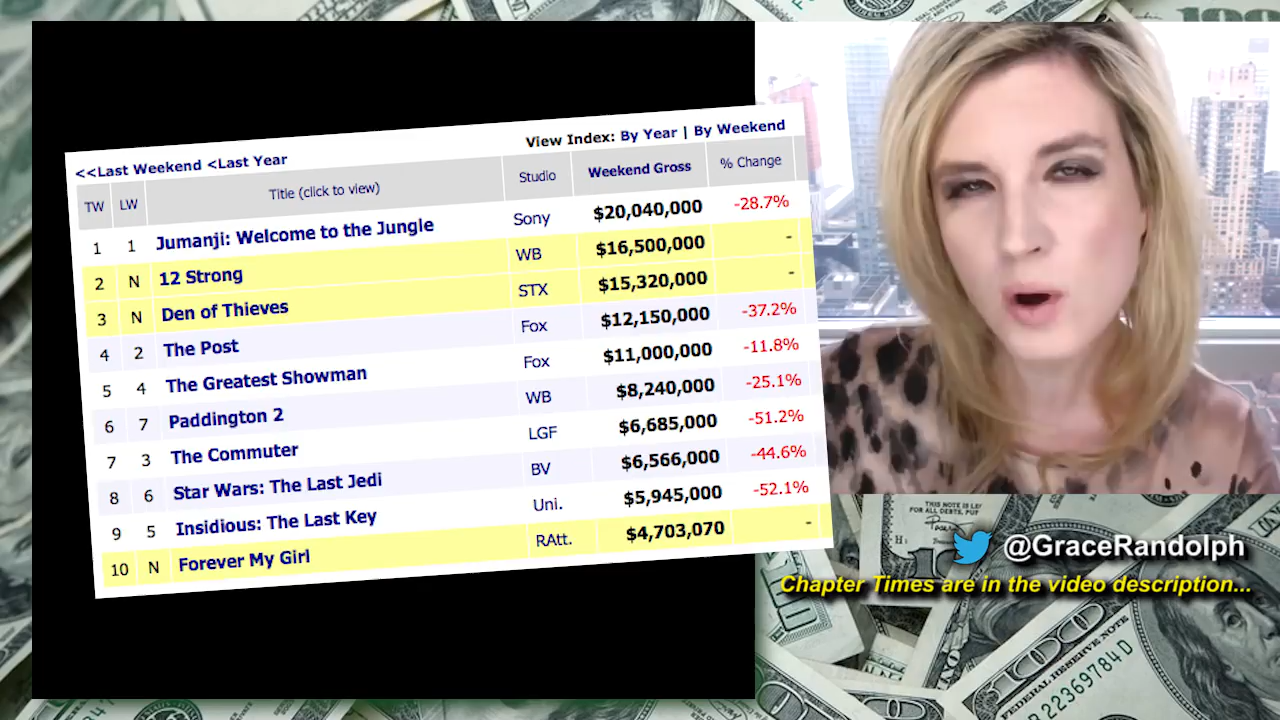 <<Last Weekend <Last Year
View Index: By Year | By Weekend
TW LW Title (click to view) Studio Weekend Gross % Change
1 1 Jumanji: Welcome to the Jungle Sony $20,040,000 -28.7%
2 N 12 Strong WB $16,500,000 -
3 N Den of Thieves STX $15,320,000 -
4 2 The Post Fox $12,150,000 -37.2%
5 4 The Greatest Showman Fox $11,000,000 -11.8%
6 7 Paddington 2 WB $8,240,000 -25.1%
7 3 The Commuter LGF $6,685,000 -51.2%
8 6 Star Wars: The Last Jedi BV $6,566,000 -44.6%
9 5 Insidious: The Last Key Uni. $5,945,000 -52.1%
10 N Forever My Girl RAtt. $4,703,070 -
@GraceRandolph
Chapter Times are in the video description...
FEDERAL RESERVE NOTE
100